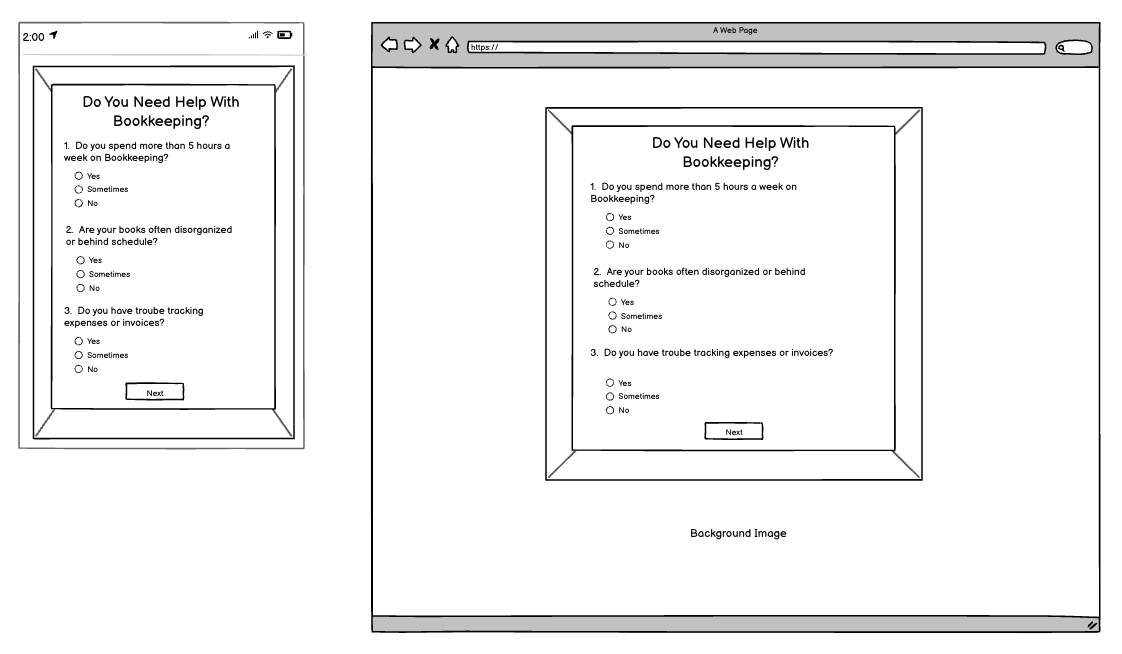 2:00
Do You Need Help With
Bookkeeping?
1. Do you spend more than 5 hours a
week on Bookkeeping?
Yes
Sometimes
No
2. Are your books often disorganized
or behind schedule?
Yes
Sometimes
No
3. Do you have troube tracking
expenses or invoices?
Yes
Sometimes
No
Next
A Web Page
https://
Do You Need Help With
Bookkeeping?
1. Do you spend more than 5 hours a week on
Bookkeeping?
Yes
Sometimes
No
2. Are your books often disorganized or behind
schedule?
Yes
Sometimes
No
3. Do you have troube tracking expenses or invoices?
Yes
Sometimes
No
Next
Background Image